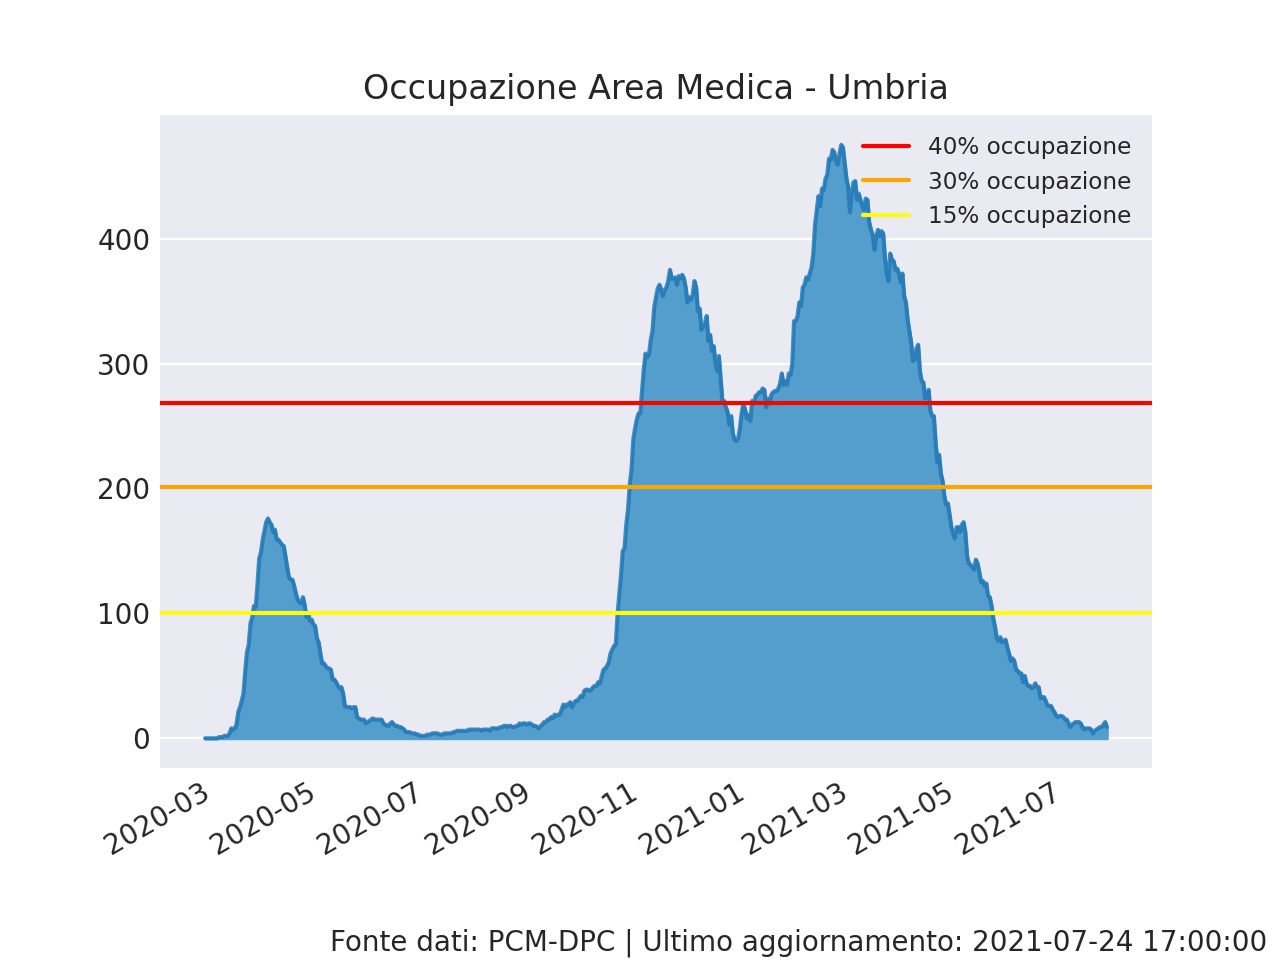 Occupazione Area Medica - Umbria
40% occupazione
30% occupazione
15% occupazione
400
300
200
100
0
2020-03
2020-05
2020-07
2020-09
2020-11
2021-01
2021-03
2021-05
2021-07
Fonte dati: PCM-DPC | Ultimo aggiornamento: 2021-07-24 17:00:00